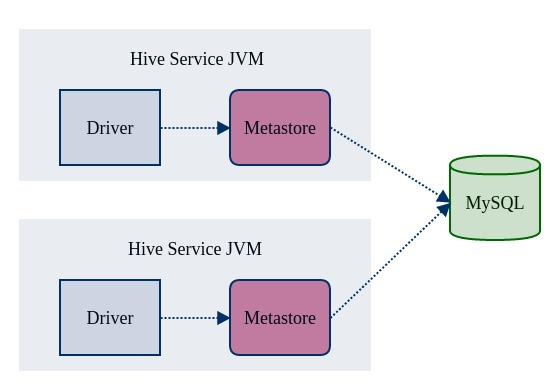 Hive Service JVM
Driver
Metastore
MySQL
Hive Service JVM
Driver
Metastore